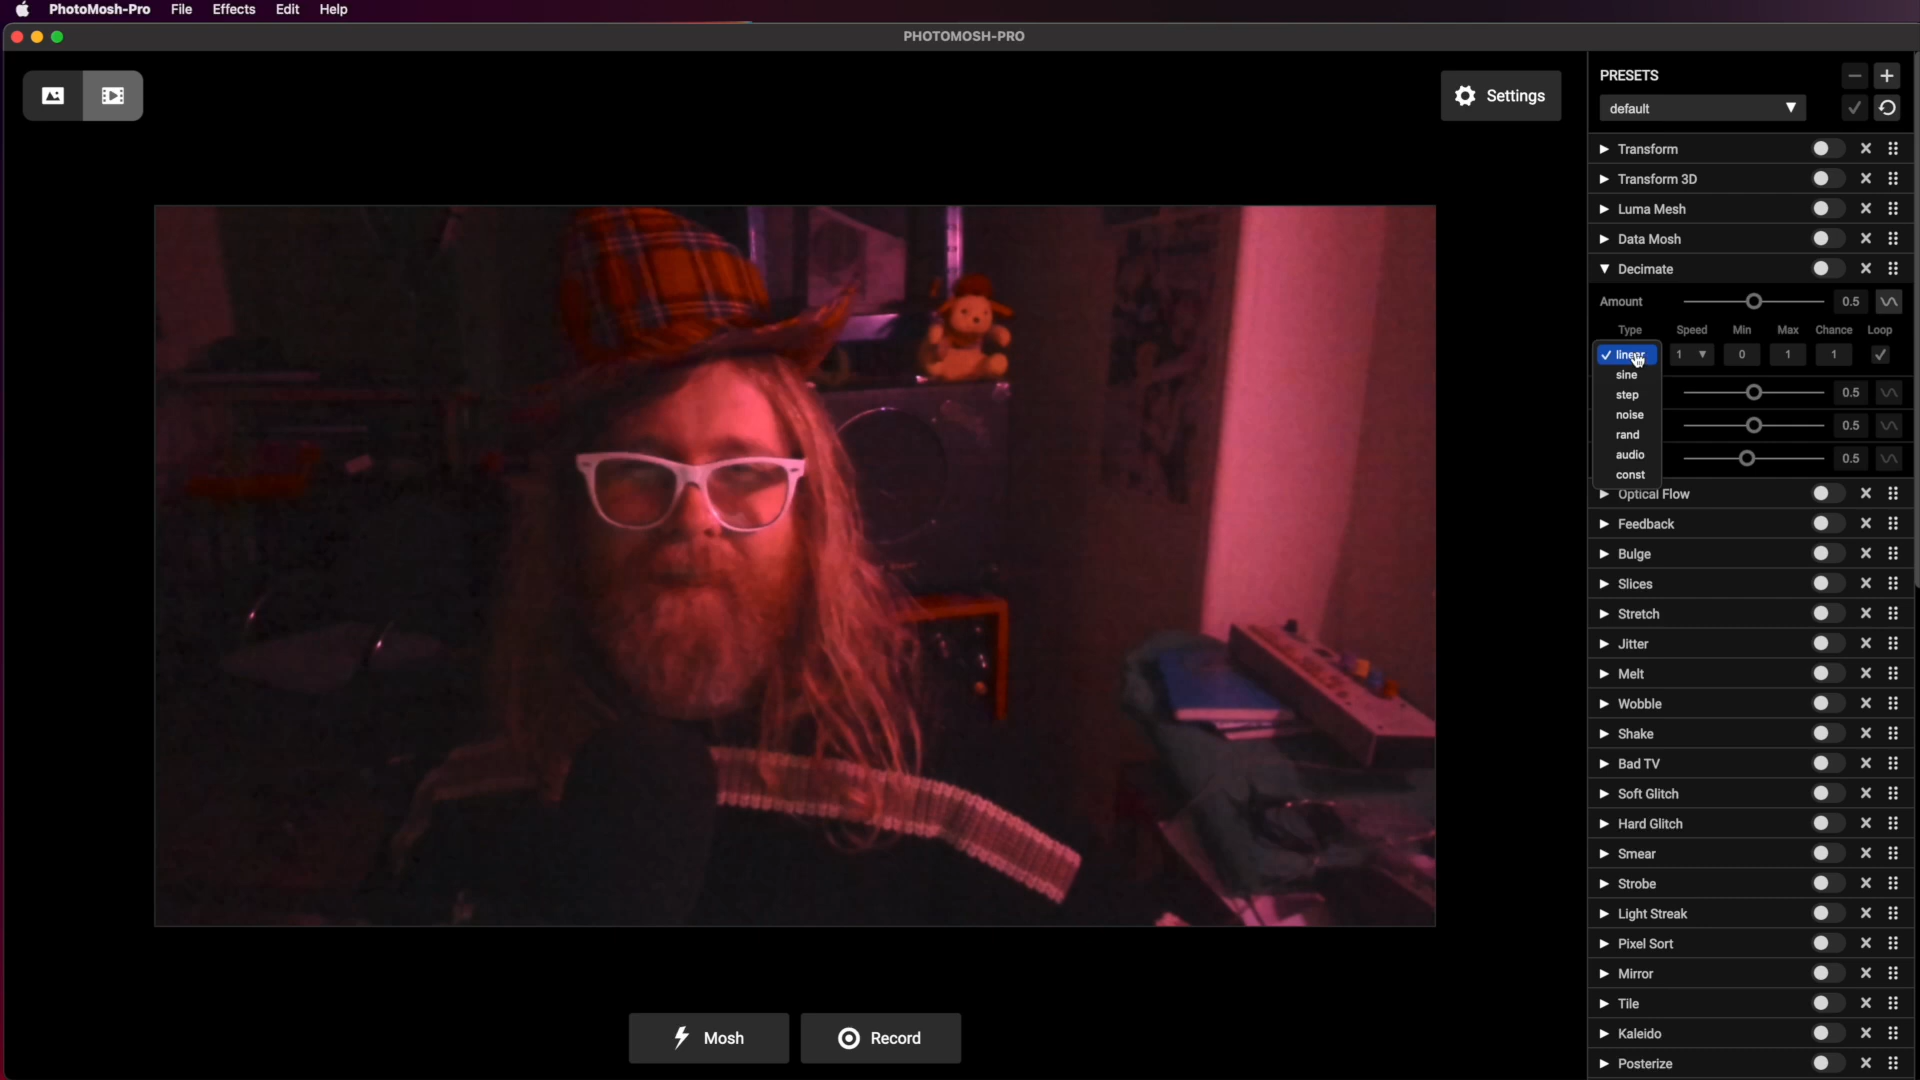 PhotoMosh-Pro File Effects Edit Help
PHOTOMOSH-PRO
Settings
PRESETS
default
Transform
Transform 3D
Luma Mesh
Data Mosh
Decimate
Amount 0.5
Type Speed Min Max Chance Loop
linear 1 0 1 1
sine
step
noise
rand
audio
const
0.5
0.5
0.5
Optical Flow
Feedback
Bulge
Slices
Stretch
Jitter
Melt
Wobble
Shake
Bad TV
Soft Glitch
Hard Glitch
Smear
Strobe
Light Streak
Pixel Sort
Mirror
Tile
Kaleido
Posterize
Mosh
Record